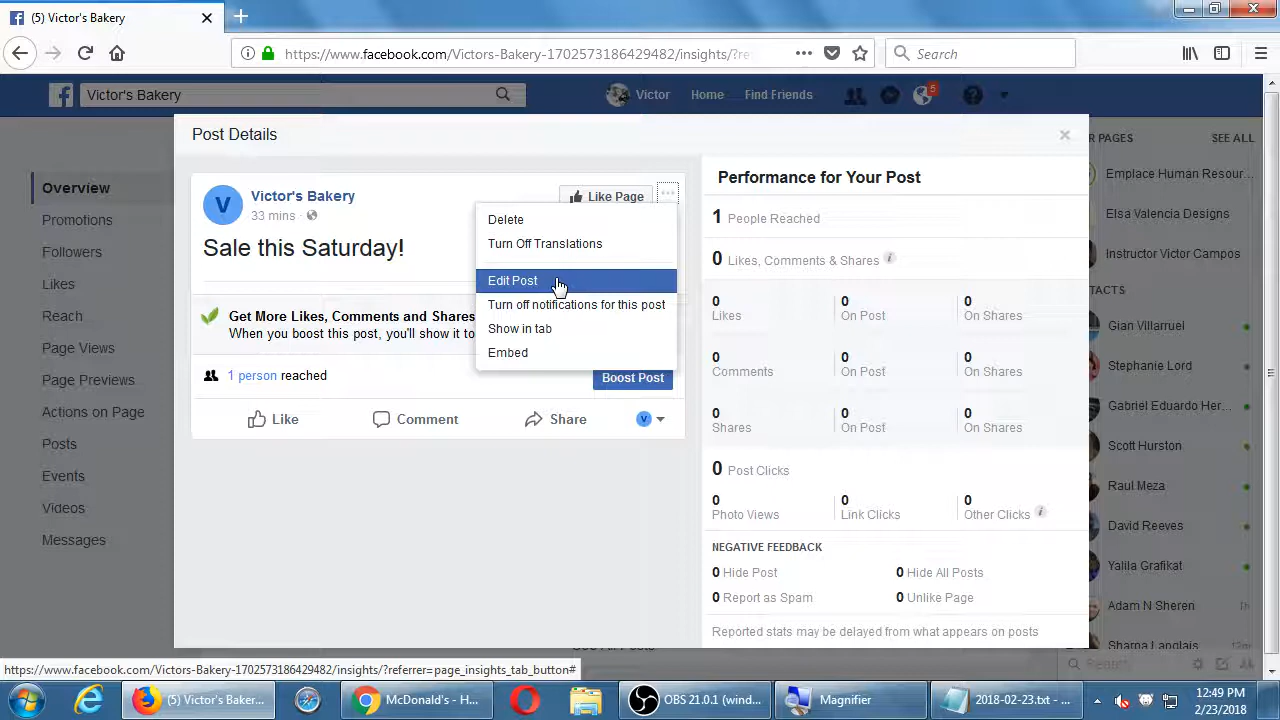 (5) Victor's Bakery
https://www.facebook.com/Victors-Bakery-1702573186429482/insights/?re
Search
Victor's Bakery
Victor
Home
Find Friends
5
Post Details
R PAGES
SEE ALL
Overview
Promotions
Followers
Likes
Reach
Page Views
Page Previews
Actions on Page
Posts
Events
Videos
Messages
V
Victor's Bakery
33 mins
Like Page
Sale this Saturday!
Delete
Turn Off Translations
Edit Post
Turn off notifications for this post
Show in tab
Embed
Get More Likes, Comments and Shares
When you boost this post, you'll show it to
1 person reached
Boost Post
Like
Comment
Share
V
Performance for Your Post
1 People Reached
0 Likes, Comments & Shares
0 Likes
0 On Post
0 On Shares
0 Comments
0 On Post
0 On Shares
0 Shares
0 On Post
0 On Shares
0 Post Clicks
0 Photo Views
0 Link Clicks
0 Other Clicks
NEGATIVE FEEDBACK
0 Hide Post
0 Hide All Posts
0 Report as Spam
0 Unlike Page
Reported stats may be delayed from what appears on posts
Emplace Human Resour...
Elsa Valencia Designs
Instructor Victor Campos
TACTS
Gian Villarruel
Stephanie Lord
Gabriel Eduardo Her...
Scott Hurston
Raul Meza
David Reeves
Yalila Grafikat
Adam N Sheren
1h
Sharna Langlais
Search
https://www.facebook.com/Victors-Bakery-1702573186429482/insights/?referrer=page_insights_tab_button#
(5) Victor's Baker...
McDonald's - H...
OBS 21.0.1 (wind...
Magnifier
2018-02-23.txt - ...
12:49 PM
2/23/2018